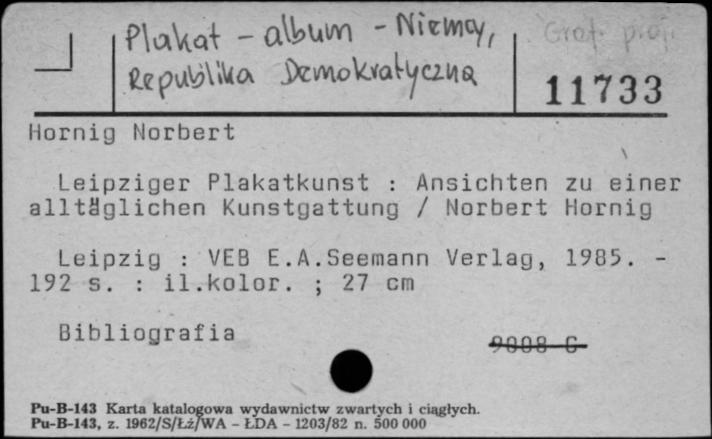 Plakat - album - Niemcy,
Republika Demokratyczna
Graf. proj.
11733
Hornig Norbert
Leipziger Plakatkunst : Ansichten zu einer
alltäglichen Kunstgattung / Norbert Hornig
Leipzig : VEB E.A.Seemann Verlag, 1985. -
192 s. : il.kolor. ; 27 cm
Bibliografia
9008 G
Pu-B-143 Karta katalogowa wydawnictw zwartych i ciągłych.
Pu-B-143, z. 1962/S/Łż/WA - ŁDA - 1203/82 n. 500 000